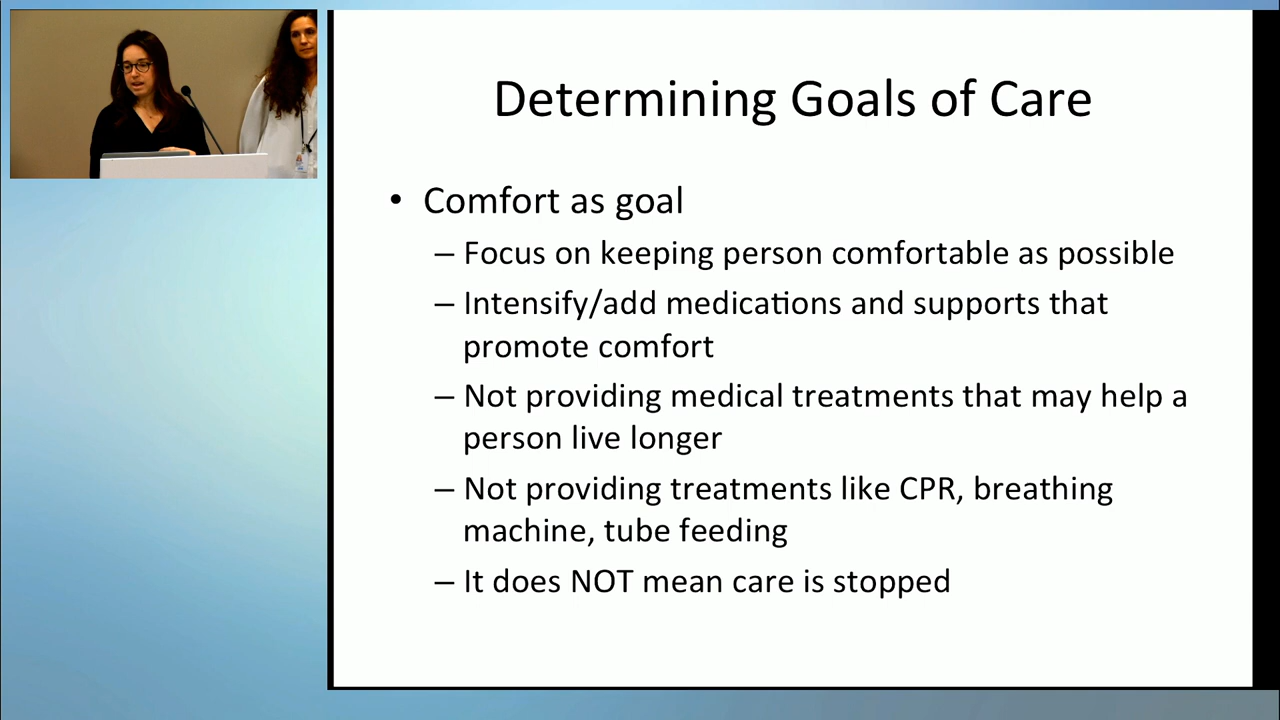 Determining Goals of Care
• Comfort as goal
– Focus on keeping person comfortable as possible
– Intensify/add medications and supports that
promote comfort
– Not providing medical treatments that may help a
person live longer
– Not providing treatments like CPR, breathing
machine, tube feeding
– It does NOT mean care is stopped